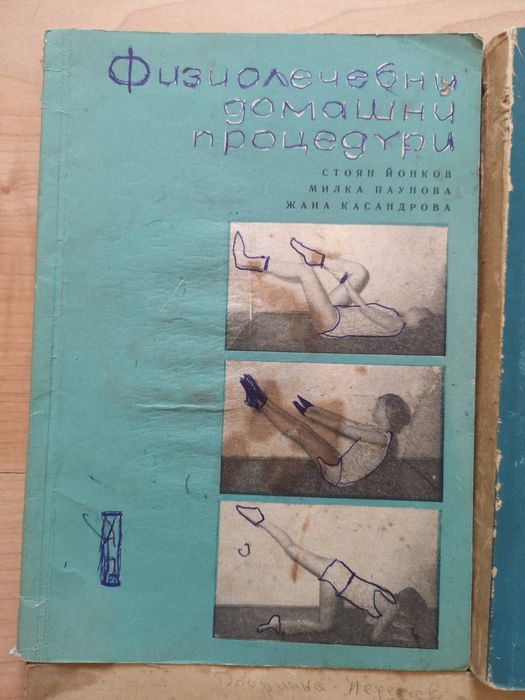 Физиолечебни
домашни
процедури
СТОЯН ЙОНКОВ
МИЛКА ПАУНОВА
ЖАНА КАСАНДРОВА